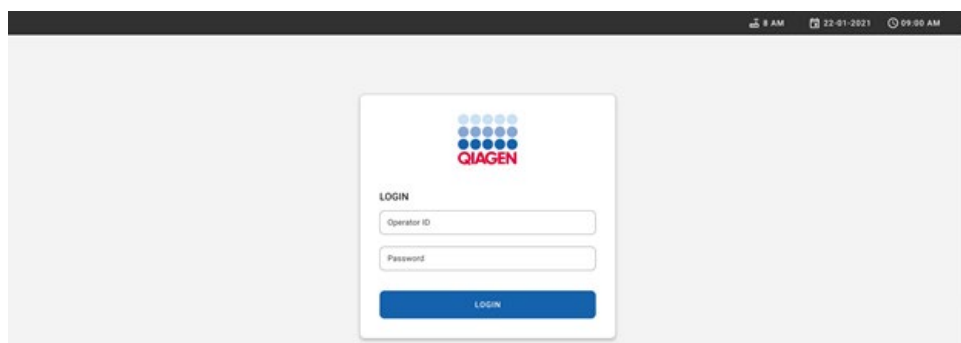 8 AM 22-01-2021 09:00 AM
QIAGEN
LOGIN
Operator ID
Password
LOGIN